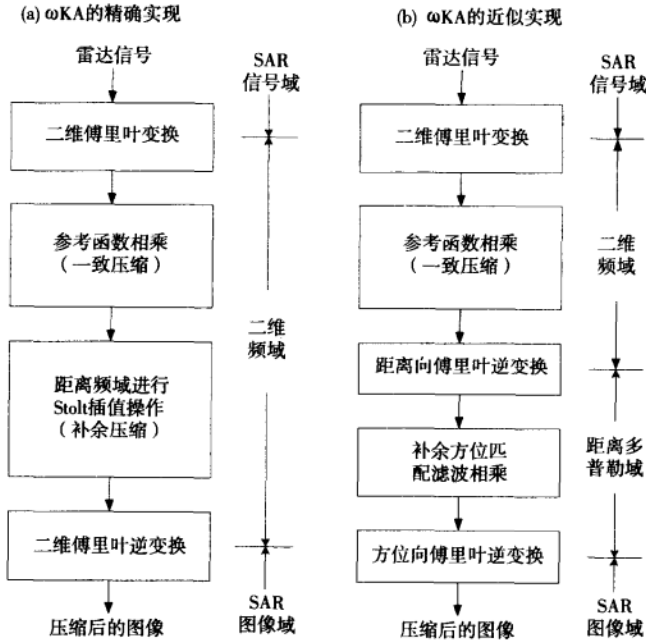 (a) ωKA的精确实现
雷达信号
SAR
信号域
二维傅里叶变换
参考函数相乘
(一致压缩)
二维
频域
距离频域进行
Stolt插值操作
(补余压缩)
二维傅里叶逆变换
压缩后的图像
SAR
图像域
(b) ωKA的近似实现
雷达信号
SAR
信号域
二维傅里叶变换
参考函数相乘
(一致压缩)
二维
频域
距离向傅里叶逆变换
补余方位匹
配滤波相乘
距离多
普勒域
方位向傅里叶逆变换
压缩后的图像
SAR
图像域